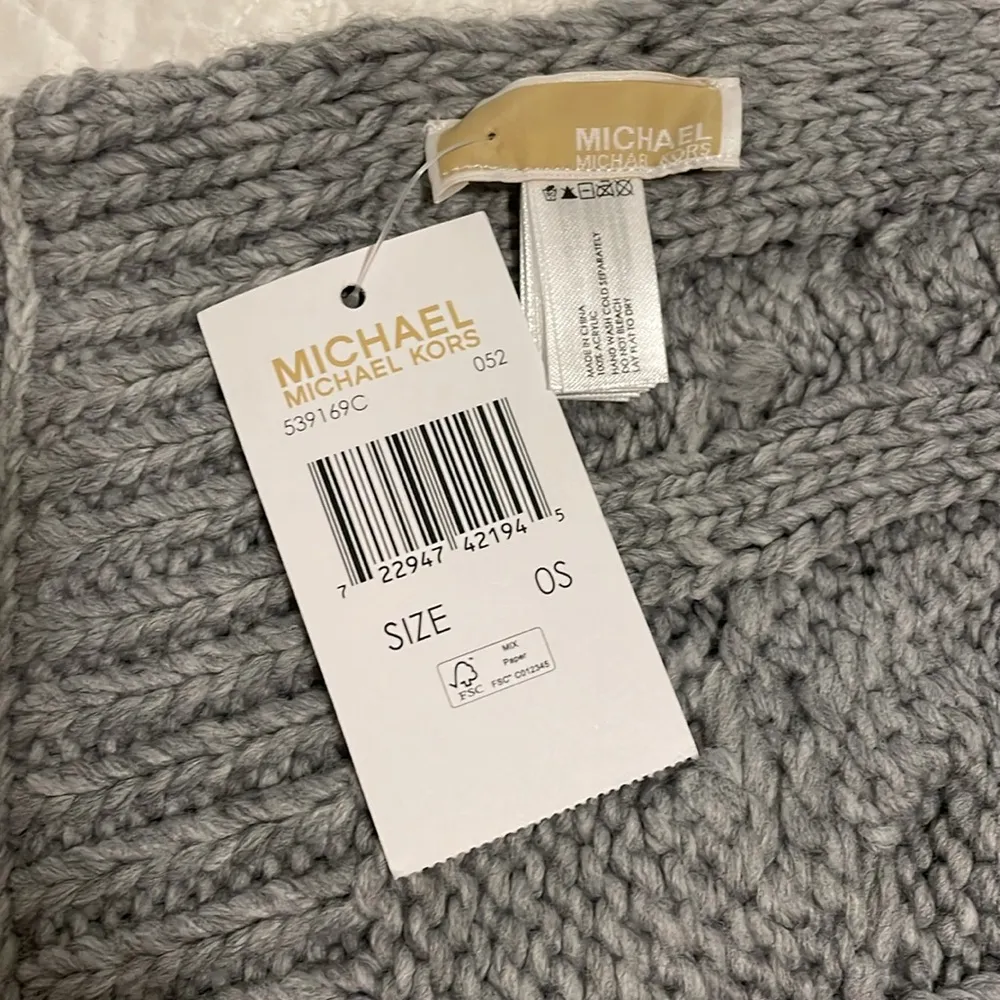 MICHAEL
MICHAEL KORS
MADE IN CHINA
100% ACRYLIC
HAND WASH COLD SEPARATELY
DO NOT BLEACH
LAY FLAT TO DRY
MICHAEL
MICHAEL KORS
539169C 052
7 22947 42194 5
SIZE OS
FSC
MIX
Paper
FSC® C012345